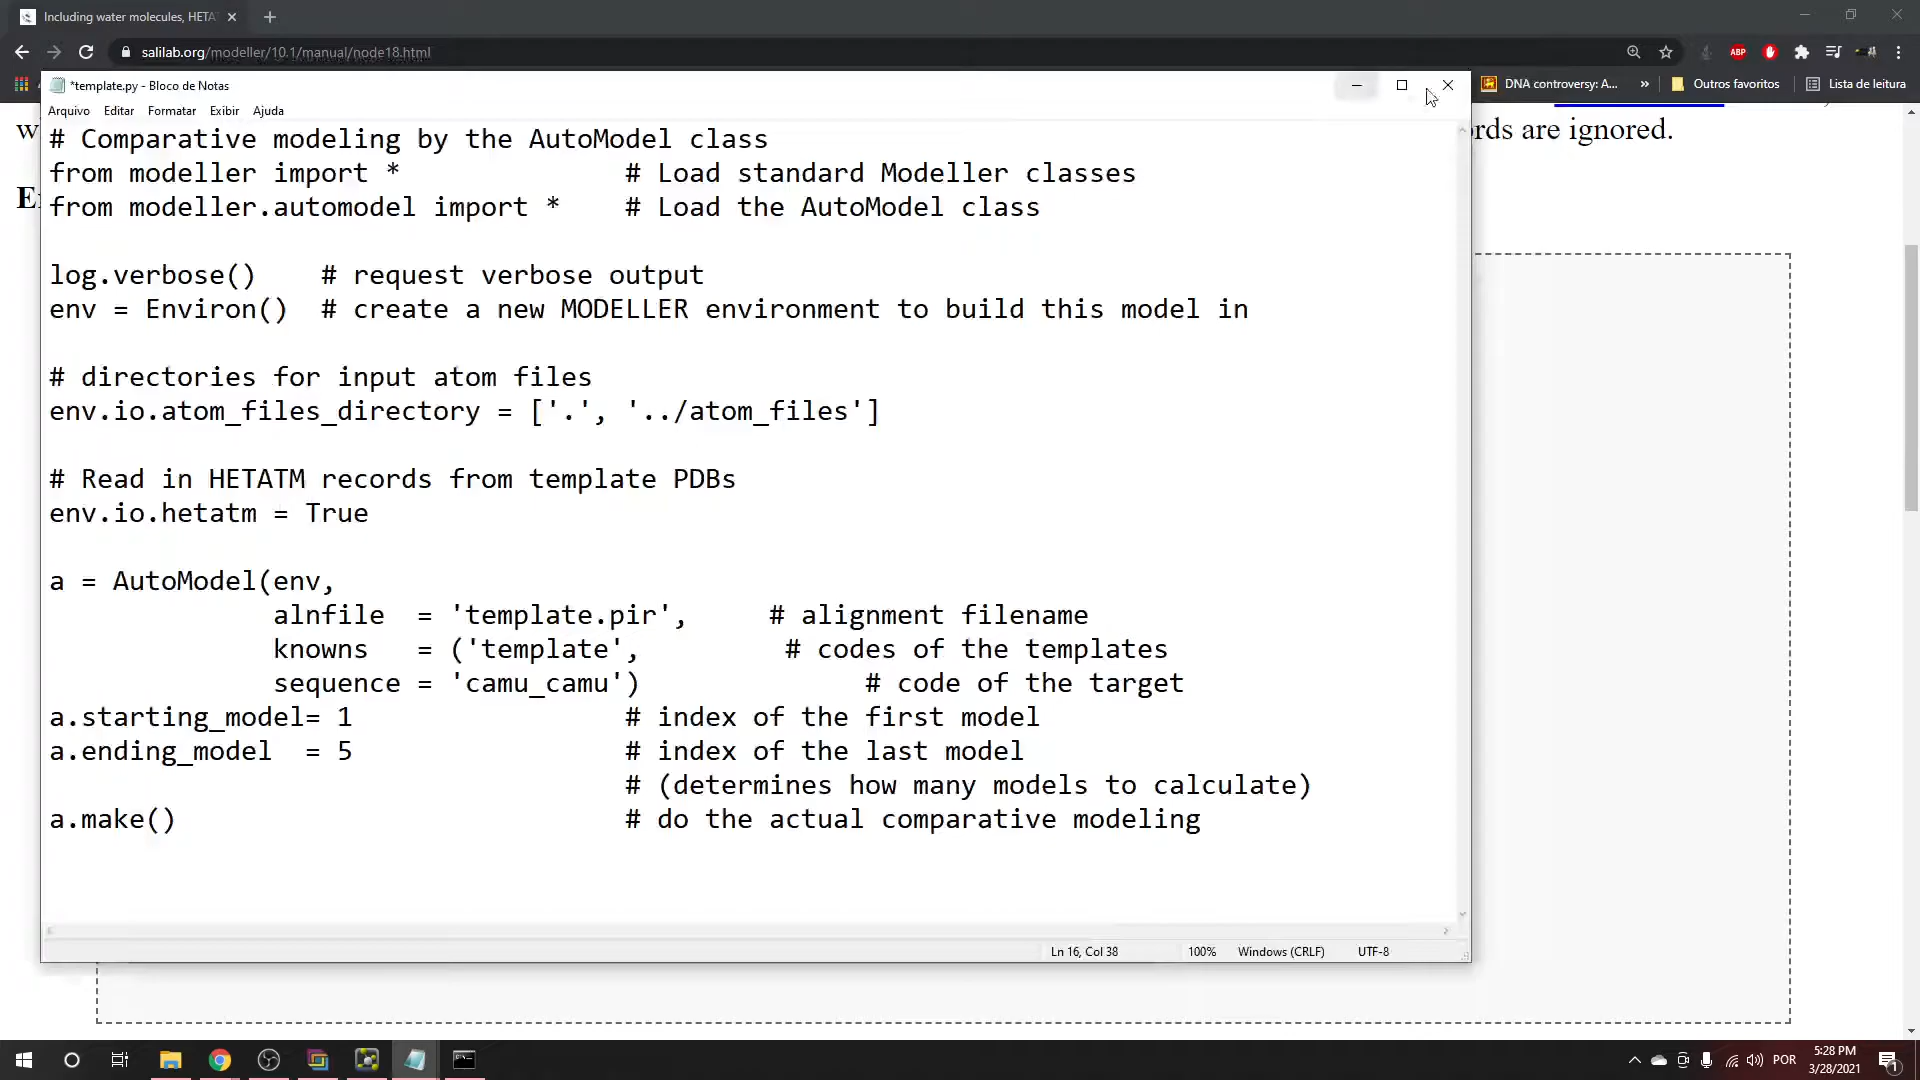 Including water molecules, HETA
salilab.org/modeller/10.1/manual/node18.html
ABP
DNA controversy: A...
»
Outros favoritos
Lista de leitura
*template.py - Bloco de Notas
Arquivo Editar Formatar Exibir Ajuda
rds are ignored.
# Comparative modeling by the AutoModel class
from modeller import * # Load standard Modeller classes
from modeller.automodel import * # Load the AutoModel class
log.verbose() # request verbose output
env = Environ() # create a new MODELLER environment to build this model in
# directories for input atom files
env.io.atom_files_directory = ['.', '../atom_files']
# Read in HETATM records from template PDBs
env.io.hetatm = True
a = AutoModel(env,
alnfile = 'template.pir', # alignment filename
knowns = ('template', # codes of the templates
sequence = 'camu_camu') # code of the target
a.starting_model= 1 # index of the first model
a.ending_model = 5 # index of the last model
# (determines how many models to calculate)
a.make() # do the actual comparative modeling
Ln 16, Col 38 100% Windows (CRLF) UTF-8
POR
5:28 PM
3/28/2021
1